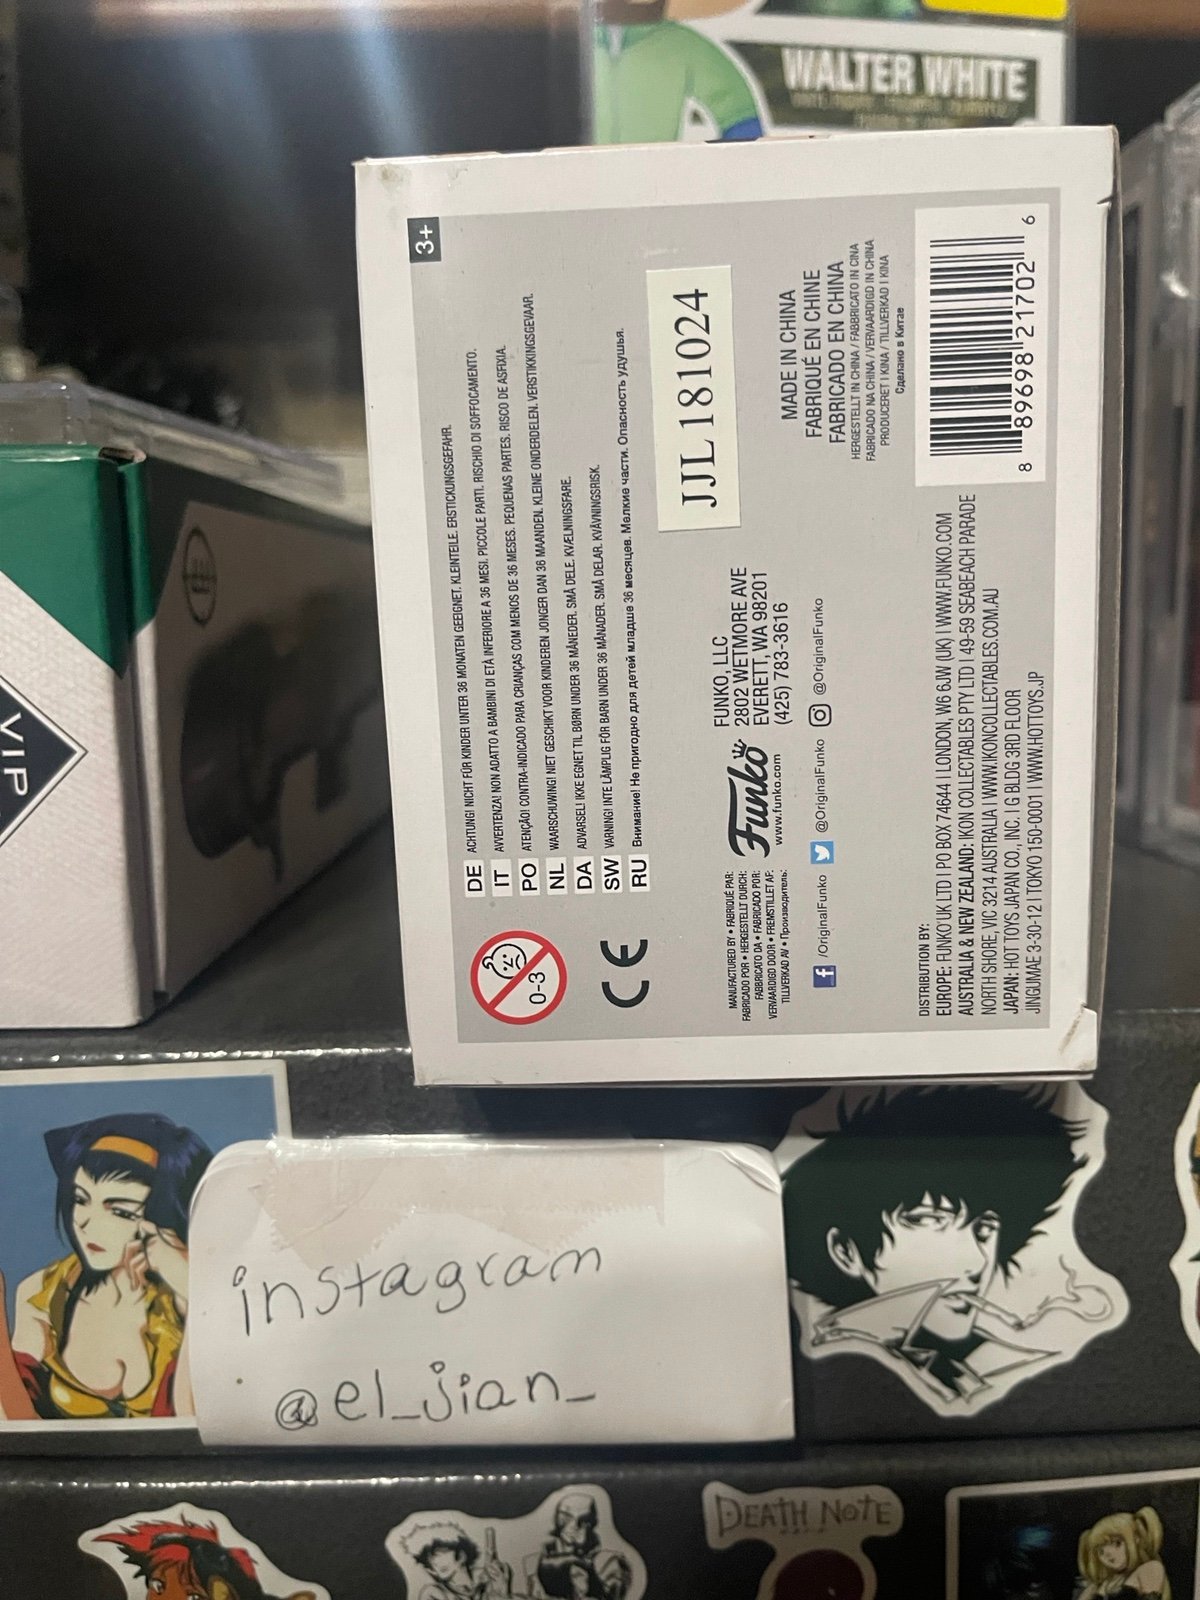 WALTER WHITE
3+
DE ACHTUNG! NICHT FÜR KINDER UNTER 36 MONATEN GEEIGNET. KLEINTEILE. ERSTICKUNGSGEFAHR.
IT AVVERTENZA! NON ADATTO A BAMBINI DI ETÀ INFERIORE A 36 MESI. PICCOLE PARTI. RISCHIO DI SOFFOCAMENTO.
PO ATENÇÃO! CONTRA-INDICADO PARA CRIANÇAS COM MENOS DE 36 MESES. PEQUENAS PARTES. RISCO DE ASFIXIA.
NL WAARSCHUWING! NIET GESCHIKT VOOR KINDEREN JONGER DAN 36 MAANDEN. KLEINE ONDERDELEN. VERSTIKKINGSGEVAAR.
DA ADVARSEL! IKKE EGNET TIL BØRN UNDER 36 MÅNEDER. SMÅ DELE. KVÆLNINGSFARE.
SW VARNING! INTE LÄMPLIG FÖR BARN UNDER 36 MÅNADER. SMÅ DELAR. KVÄVNINGSRISK.
RU Внимание! Не пригодно для детей младше 36 месяцев. Мелкие части. Опасность удушья.
0-3
CE
JJL181024
MANUFACTURED BY • FABRIQUÉ PAR:
FABRICADO POR • HERGESTELLT DURCH:
FABBRICATO DA • FABRICADO POR:
VERVAARDIGD DOOR • FREMSTILLET AF:
TILLVERKAD AV • Производитель:
Funko
www.funko.com
FUNKO, LLC
2802 WETMORE AVE
EVERETT, WA 98201
(425) 783-3616
/OriginalFunko @OriginalFunko @OriginalFunko
MADE IN CHINA
FABRIQUÉ EN CHINE
FABRICADO EN CHINA
HERGESTELLT IN CHINA / FABBRICATO IN CINA
FABRICADO NA CHINA / VERVAARDIGD IN CHINA
PRODUCERET I KINA / TILLVERKAD I KINA
Сделано в Китае
DISTRIBUTION BY:
EUROPE: FUNKO UK LTD | PO BOX 74644 | LONDON, W6 6JW (UK) | WWW.FUNKO.COM
AUSTRALIA & NEW ZEALAND: IKON COLLECTABLES PTY LTD | 49-59 SEABEACH PARADE
NORTH SHORE, VIC 3214 AUSTRALIA | WWW.IKONCOLLECTABLES.COM.AU
JAPAN: HOT TOYS JAPAN CO., INC. | G BLDG 3RD FLOOR
JINGUMAE 3-30-12 | TOKYO 150-0001 | WWW.HOTTOYS.JP
8 89698 21702 6
VIP
instagram
@el_jian_
DEATH NOTE